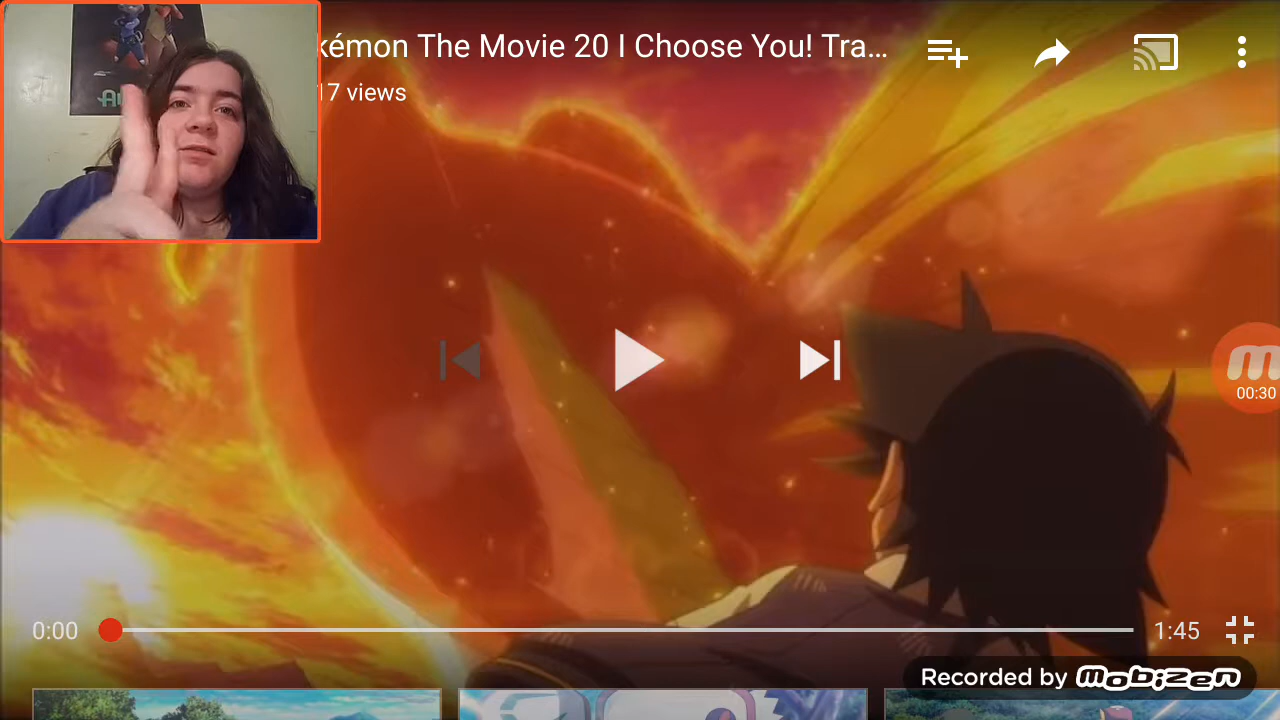 kémon The Movie 20 I Choose You! Tra...
17 views
00:30
0:00
1:45
Recorded by Mobizen